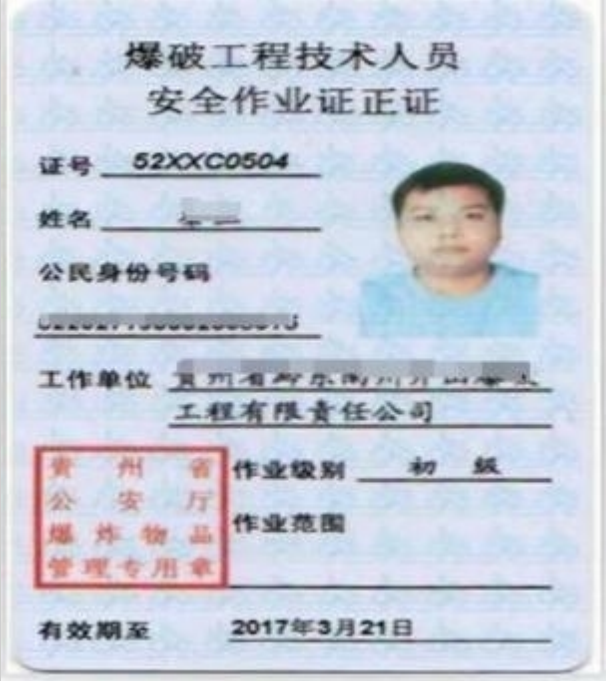 爆破工程技术人员
安全作业证正证
证号 52XXC0504
姓名
公民身份号码
工作单位
工程有限责任公司
作业级别 初 级
贵州省
公安厅
爆炸物品
管理专用章
作业范围
有效期至 2017年3月21日